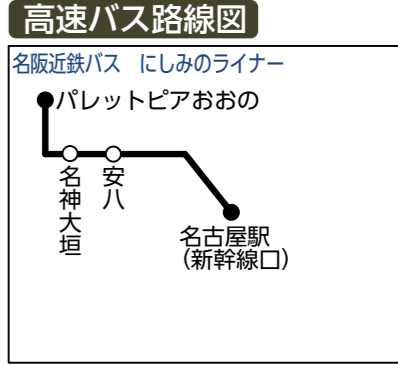 高速バス路線図
名阪近鉄バス　にしみのライナー
パレットピアおおの
名神大垣
安八
名古屋駅
(新幹線口)